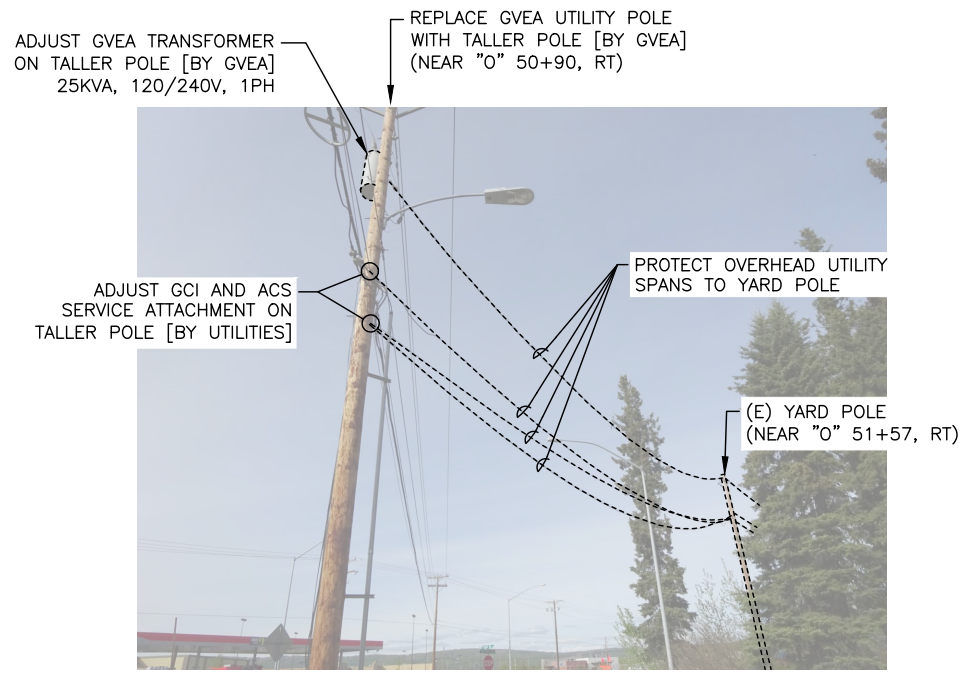 REPLACE GVEA UTILITY POLE
WITH TALLER POLE [BY GVEA]
(NEAR "O" 50+90, RT)
ADJUST GVEA TRANSFORMER
ON TALLER POLE [BY GVEA]
25KVA, 120/240V, 1PH
PROTECT OVERHEAD UTILITY
SPANS TO YARD POLE
ADJUST GCI AND ACS
SERVICE ATTACHMENT ON
TALLER POLE [BY UTILITIES]
(E) YARD POLE
(NEAR "O" 51+57, RT)